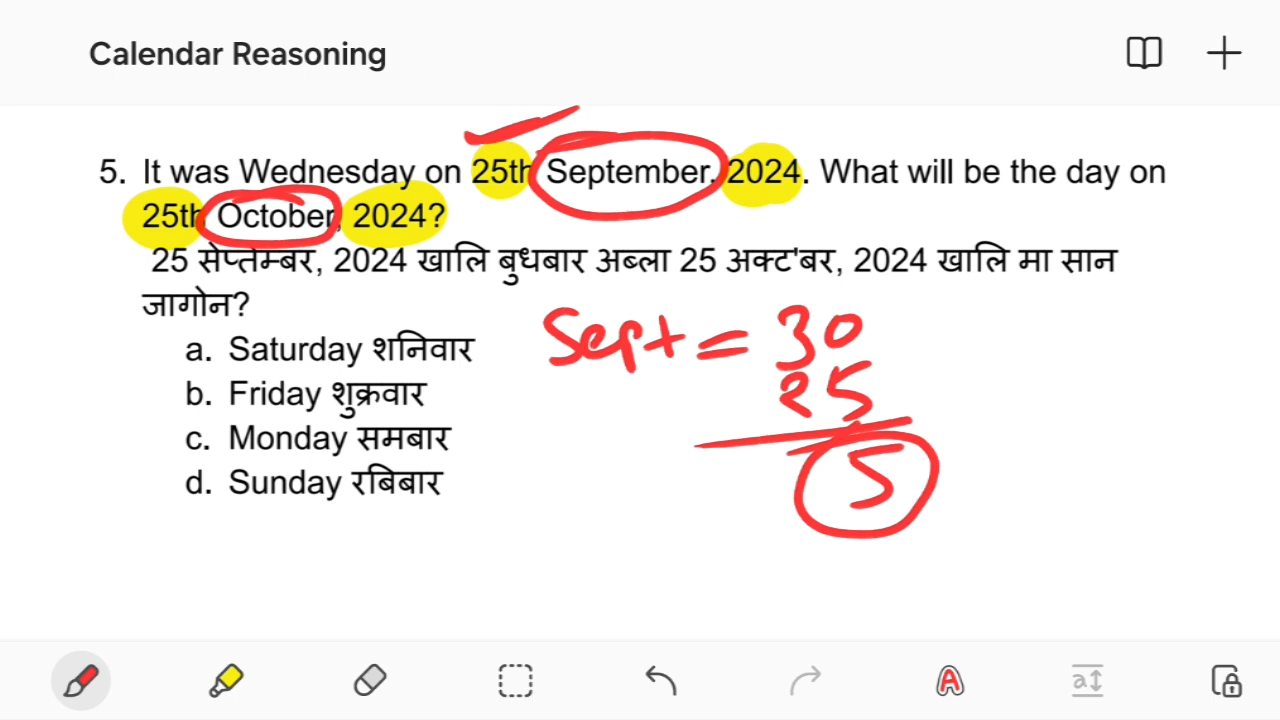 Calendar Reasoning
5. It was Wednesday on 25th September, 2024. What will be the day on
25th October, 2024?
25 सेप्तेम्बर, 2024 खालि बुधबार अब्ला 25 अक्ट'बर, 2024 खालि मा सान
जागोन?
a. Saturday शनिवार
b. Friday शुक्रवार
c. Monday समबार
d. Sunday रबिबार
Sept = 30
25
5
A
aI